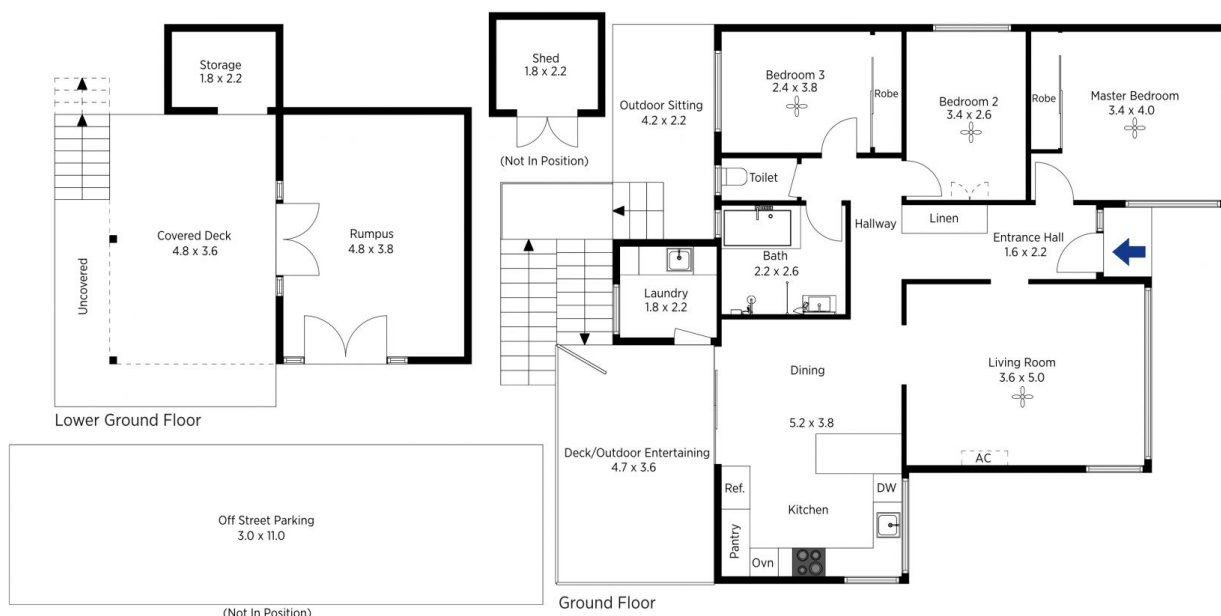 Storage
1.8 x 2.2
Covered Deck
4.8 x 3.6
Uncovered
Rumpus
4.8 x 3.8
Lower Ground Floor
Off Street Parking
3.0 x 11.0
(Not In Position)
Shed
1.8 x 2.2
(Not In Position)
Outdoor Sitting
4.2 x 2.2
Bedroom 3
2.4 x 3.8
Robe
Bedroom 2
3.4 x 2.6
Robe
Master Bedroom
3.4 x 4.0
Toilet
Hallway
Linen
Entrance Hall
1.6 x 2.2
Bath
2.2 x 2.6
Laundry
1.8 x 2.2
Dining
5.2 x 3.8
Living Room
3.6 x 5.0
AC
Deck/Outdoor Entertaining
4.7 x 3.6
Ref.
DW
Kitchen
Pantry
Ovn
Ground Floor